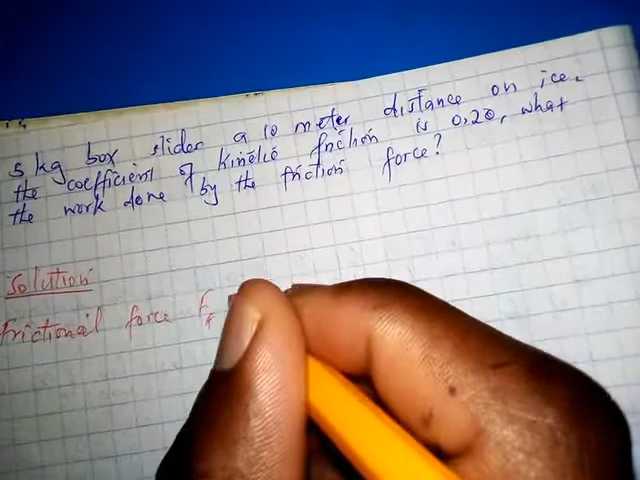 5 kg box slides a 10 meter distance on ice.
the coefficient of kinetic friction is 0,20, what
the work done by the friction force?
Solution
Frictional force F f